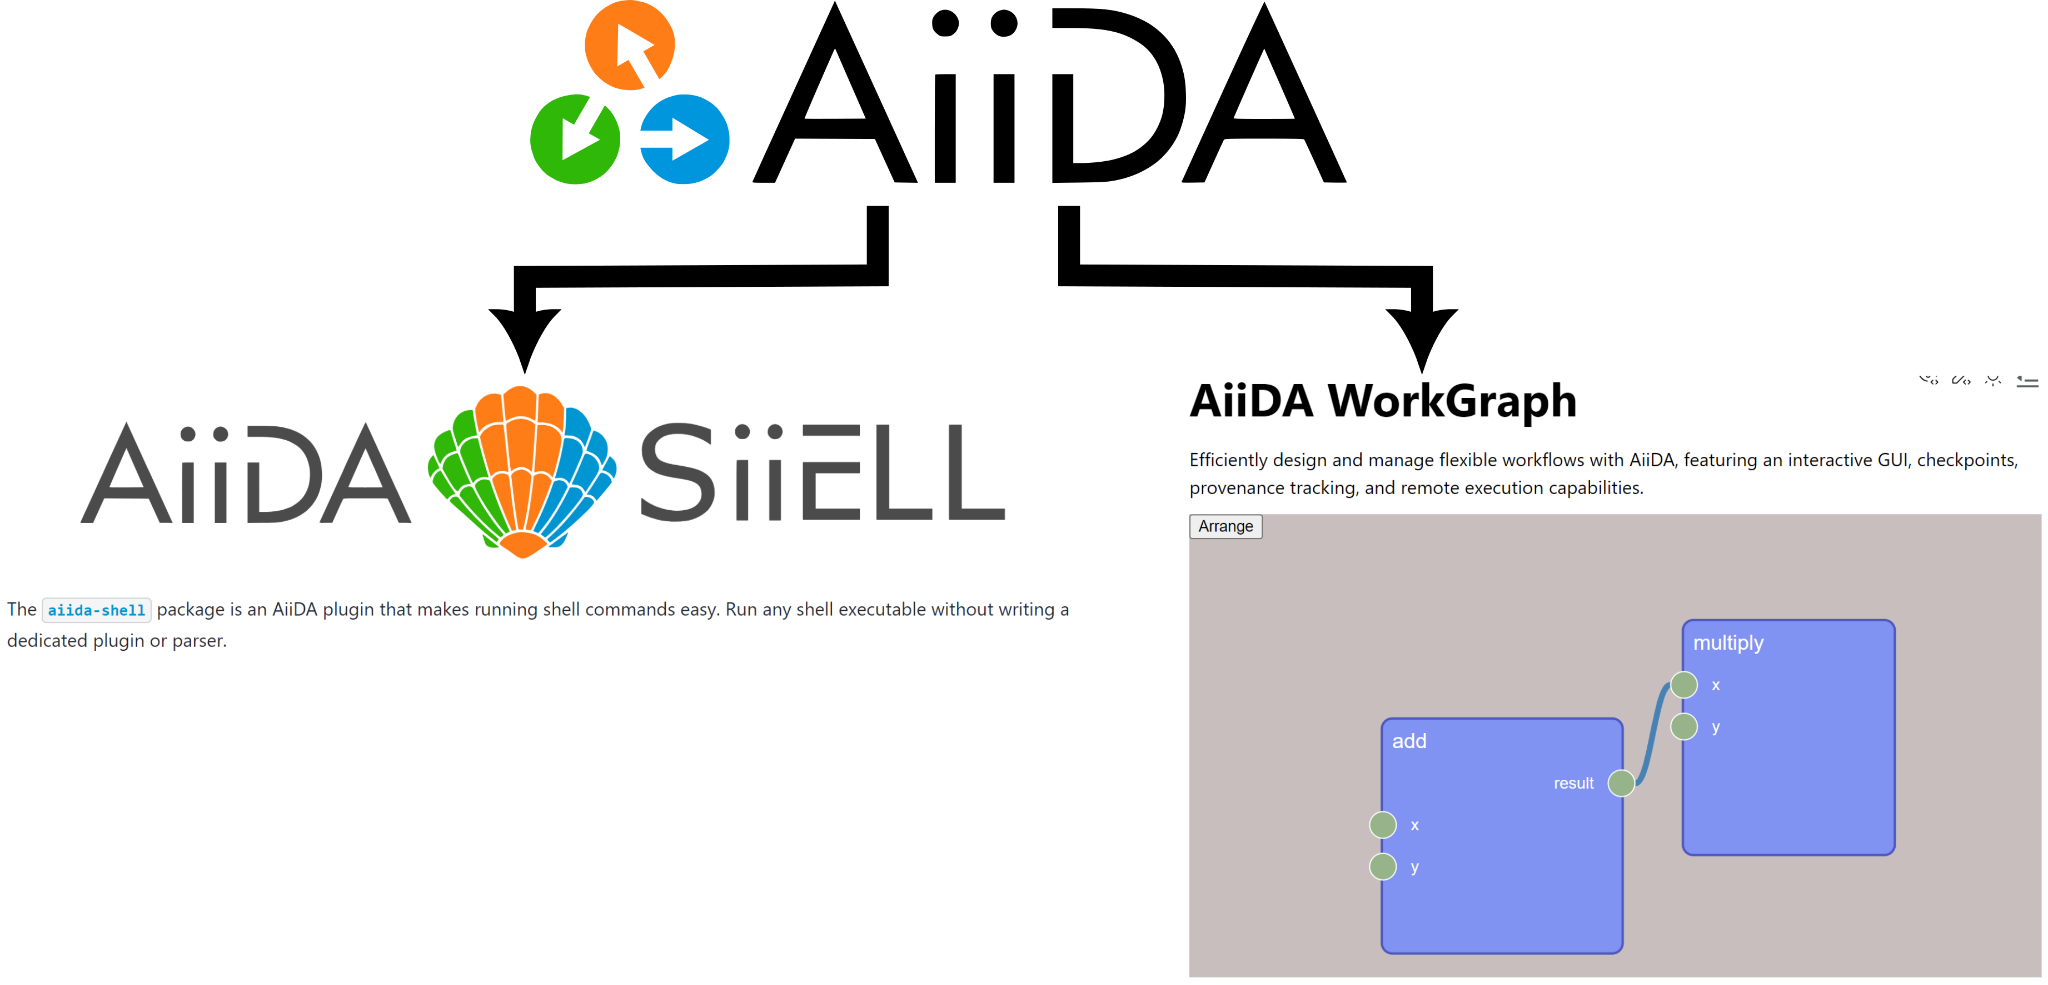 AiiDA
AiiDA SiiELL
The aiida-shell package is an AiiDA plugin that makes running shell commands easy. Run any shell executable without writing a
dedicated plugin or parser.
AiiDA WorkGraph
Efficiently design and manage flexible workflows with AiiDA, featuring an interactive GUI, checkpoints,
provenance tracking, and remote execution capabilities.
Arrange
multiply
x
y
add
result
x
y